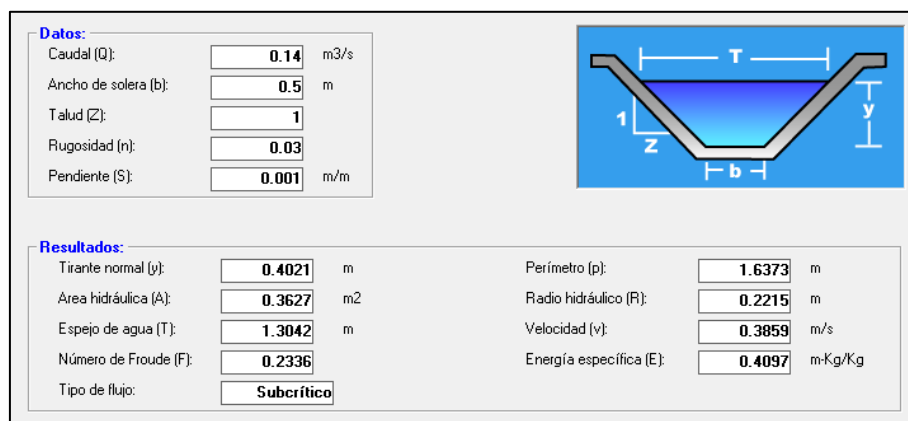 Datos:
Caudal (Q): 0.14 m3/s
Ancho de solera (b): 0.5 m
Talud (Z): 1
Rugosidad (n): 0.03
Pendiente (S): 0.001 m/m
T
y
1
Z
b
Resultados:
Tirante normal (y): 0.4021 m Perímetro (p): 1.6373 m
Area hidráulica (A): 0.3627 m2 Radio hidráulico (R): 0.2215 m
Espejo de agua (T): 1.3042 m Velocidad (v): 0.3859 m/s
Número de Froude (F): 0.2336 Energía específica (E): 0.4097 m-Kg/Kg
Tipo de flujo: Subcrítico